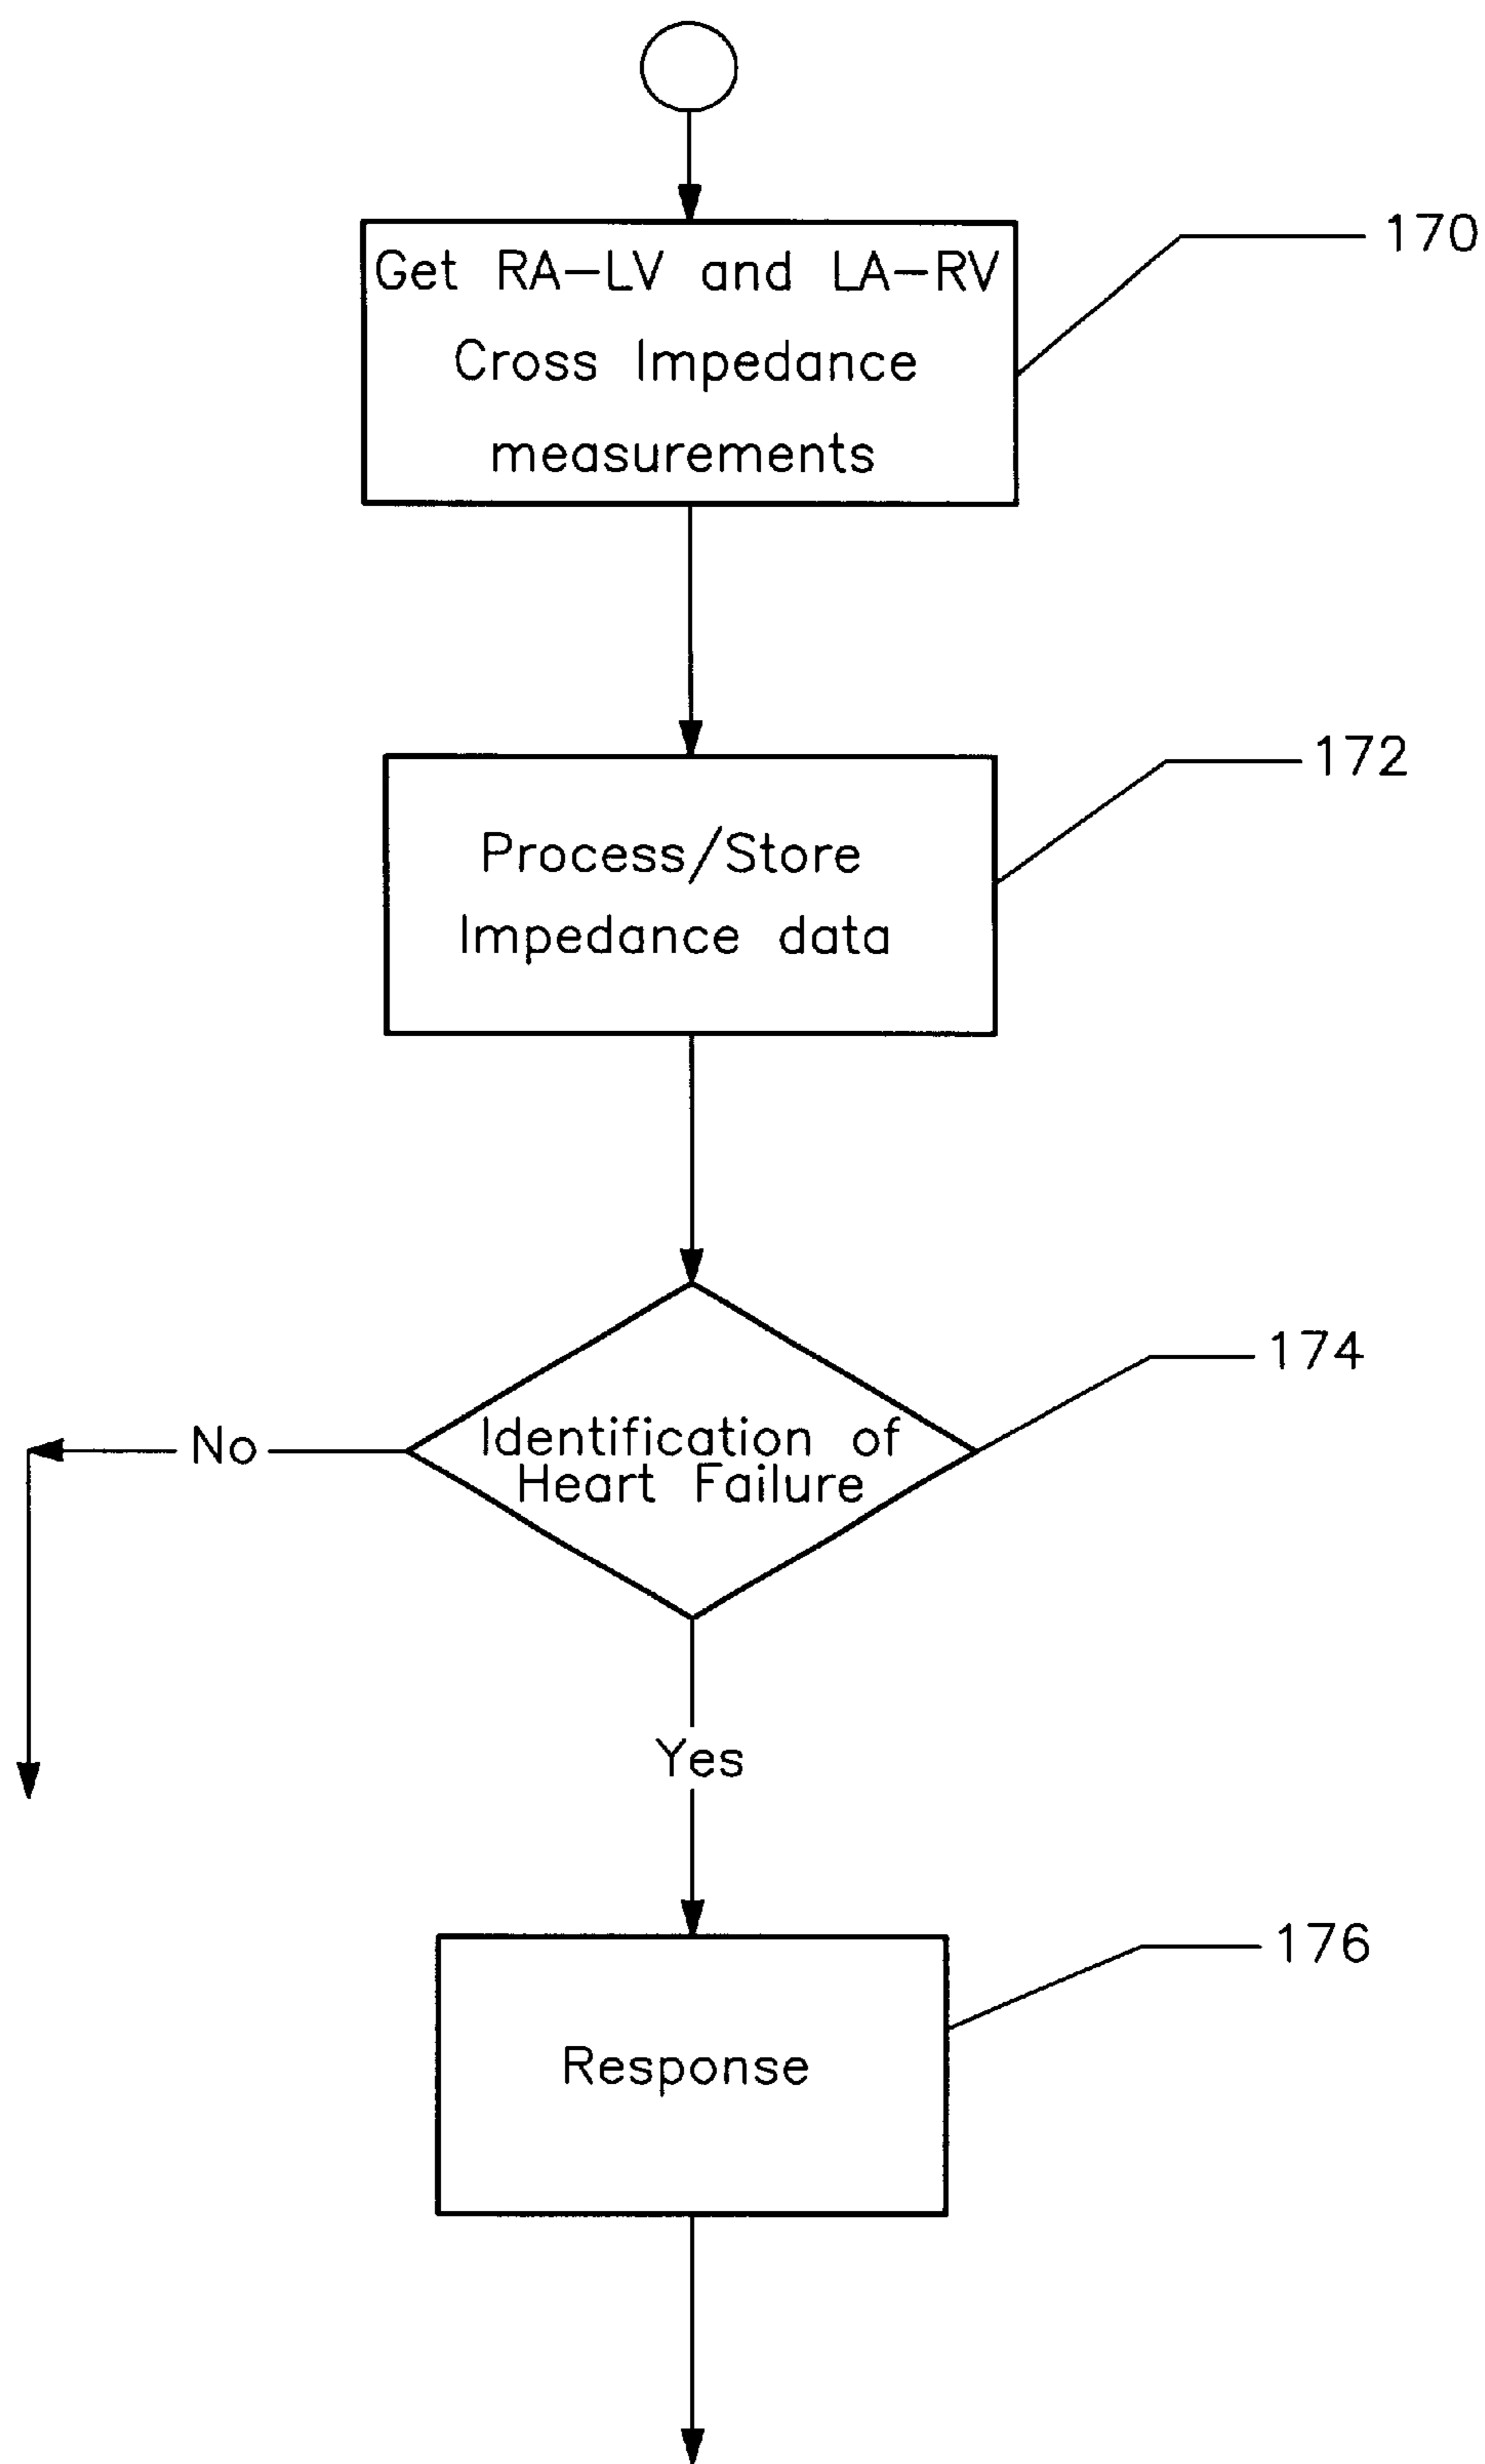 Get RA-LV and LA-RV
Cross Impedance
measurements
170
Process/Store
Impedance data
172
Identification of
Heart Failure
174
No
Yes
Response
176